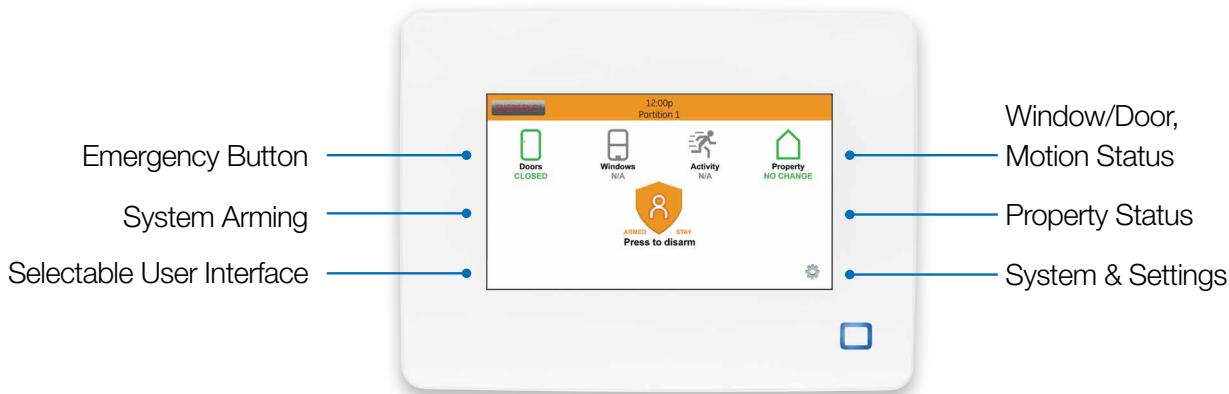 Emergency Button
System Arming
Selectable User Interface
EMERGENCY
12:00p
Partition 1
Doors
CLOSED
Windows
N/A
Activity
N/A
Property
NO CHANGE
ARMED STAY
Press to disarm
Window/Door,
Motion Status
Property Status
System & Settings